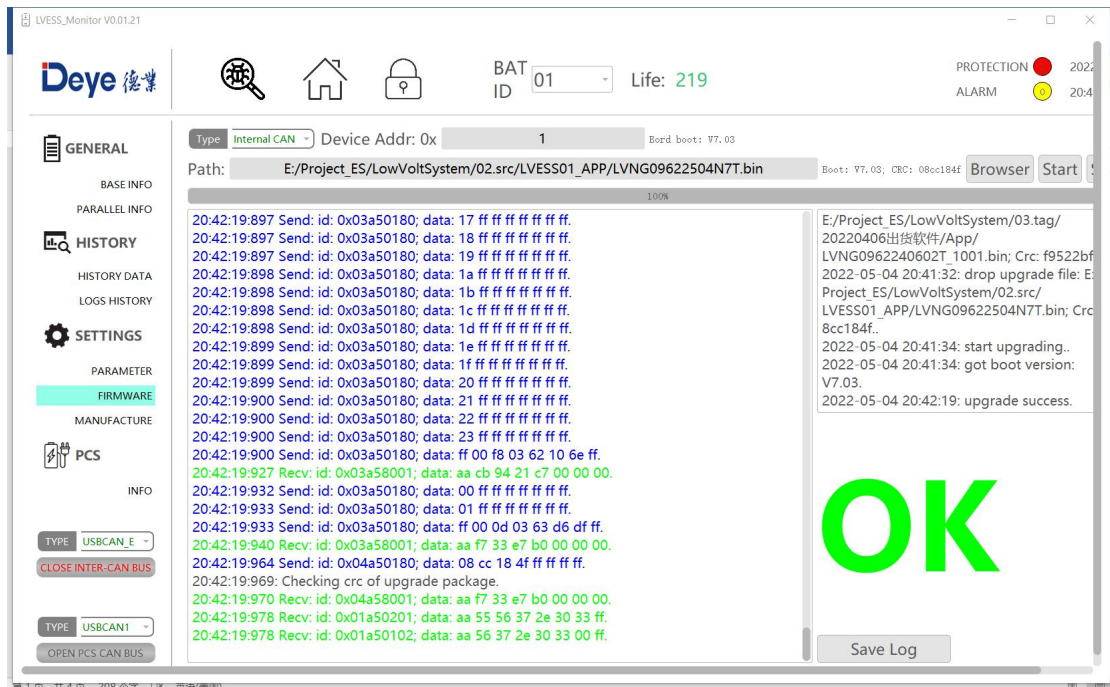 LVESS_Monitor V0.01.21
Deye 德業
BAT ID 01
Life: 219
PROTECTION 2022
ALARM 0 20:4
GENERAL
BASE INFO
PARALLEL INFO
HISTORY
HISTORY DATA
LOGS HISTORY
SETTINGS
PARAMETER
FIRMWARE
MANUFACTURE
PCS
INFO
TYPE USBCAN_E
CLOSE INTER-CAN BUS
TYPE USBCAN1
OPEN PCS CAN BUS
Type Internal CAN Device Addr: 0x 1 Bord boot: V7.03
Path: E:/Project_ES/LowVoltSystem/02.src/LVESS01_APP/LVNG09622504N7T.bin Boot: V7.03; CRC: 08cc184f Browser Start S
100%
20:42:19:897 Send: id: 0x03a50180; data: 17 ff ff ff ff ff ff ff.
20:42:19:897 Send: id: 0x03a50180; data: 18 ff ff ff ff ff ff ff.
20:42:19:897 Send: id: 0x03a50180; data: 19 ff ff ff ff ff ff ff.
20:42:19:898 Send: id: 0x03a50180; data: 1a ff ff ff ff ff ff ff.
20:42:19:898 Send: id: 0x03a50180; data: 1b ff ff ff ff ff ff ff.
20:42:19:898 Send: id: 0x03a50180; data: 1c ff ff ff ff ff ff ff.
20:42:19:898 Send: id: 0x03a50180; data: 1d ff ff ff ff ff ff ff.
20:42:19:899 Send: id: 0x03a50180; data: 1e ff ff ff ff ff ff ff.
20:42:19:899 Send: id: 0x03a50180; data: 1f ff ff ff ff ff ff ff.
20:42:19:899 Send: id: 0x03a50180; data: 20 ff ff ff ff ff ff ff.
20:42:19:900 Send: id: 0x03a50180; data: 21 ff ff ff ff ff ff ff.
20:42:19:900 Send: id: 0x03a50180; data: 22 ff ff ff ff ff ff ff.
20:42:19:900 Send: id: 0x03a50180; data: 23 ff ff ff ff ff ff ff.
20:42:19:900 Send: id: 0x03a50180; data: ff 00 f8 03 62 10 6e ff.
20:42:19:927 Recv: id: 0x03a58001; data: aa cb 94 21 c7 00 00 00.
20:42:19:932 Send: id: 0x03a50180; data: 00 ff ff ff ff ff ff ff.
20:42:19:933 Send: id: 0x03a50180; data: 01 ff ff ff ff ff ff ff.
20:42:19:933 Send: id: 0x03a50180; data: ff 00 0d 03 63 d6 df ff.
20:42:19:940 Recv: id: 0x03a58001; data: aa f7 33 e7 b0 00 00 00.
20:42:19:964 Send: id: 0x04a50180; data: 08 cc 18 4f ff ff ff ff.
20:42:19:969: Checking crc of upgrade package.
20:42:19:970 Recv: id: 0x04a58001; data: aa f7 33 e7 b0 00 00 00.
20:42:19:978 Recv: id: 0x01a50201; data: aa 55 56 37 2e 30 33 ff.
20:42:19:978 Recv: id: 0x01a50102; data: aa 56 37 2e 30 33 00 ff.
E:/Project_ES/LowVoltSystem/03.tag/
20220406出货软件/App/
LVNG0962240602T_1001.bin; Crc: f9522bf
2022-05-04 20:41:32: drop upgrade file: E:
Project_ES/LowVoltSystem/02.src/
LVESS01_APP/LVNG09622504N7T.bin; Crc
8cc184f..
2022-05-04 20:41:34: start upgrading..
2022-05-04 20:41:34: got boot version:
V7.03.
2022-05-04 20:42:19: upgrade success.
OK
Save Log